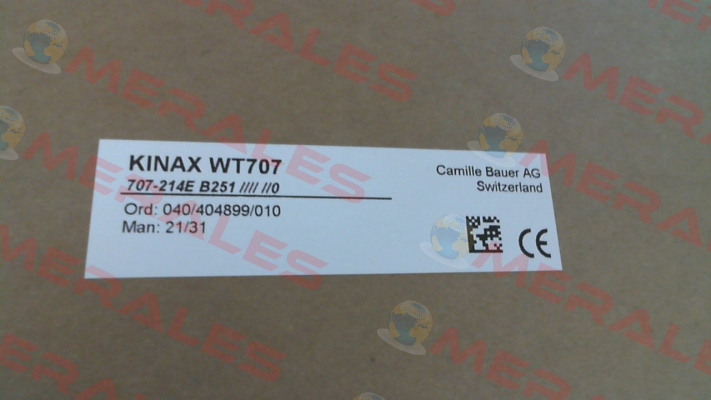 KINAX WT707
707-214E B251 //// //0
Ord: 040/404899/010
Man: 21/31
Camille Bauer AG
Switzerland
CE
MERALES
MERALES
MERALES
MERALES
MERALES